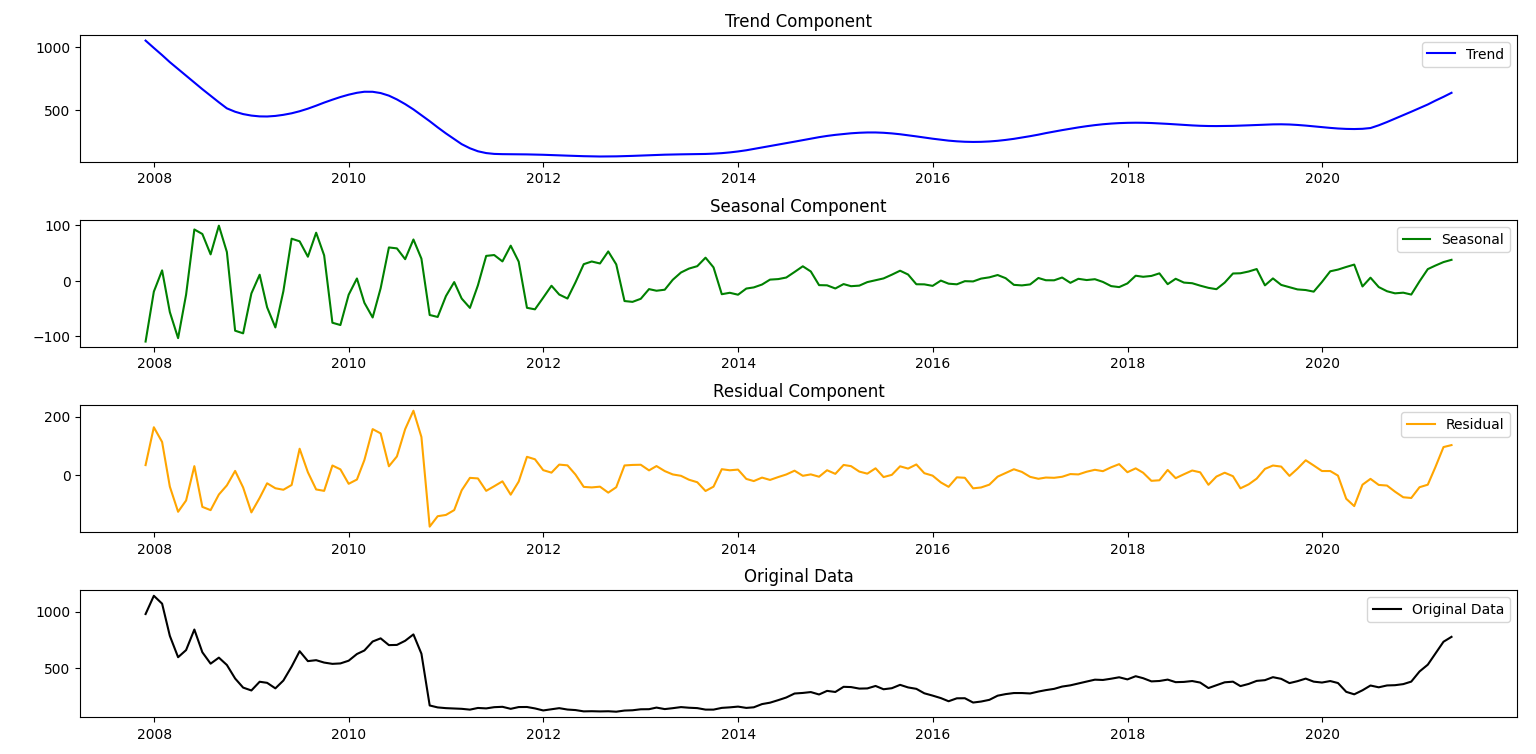 Trend Component
1000
500
Trend
2008 2010 2012 2014 2016 2018 2020
Seasonal Component
100
0
−100
Seasonal
2008 2010 2012 2014 2016 2018 2020
Residual Component
200
0
Residual
2008 2010 2012 2014 2016 2018 2020
Original Data
1000
500
Original Data
2008 2010 2012 2014 2016 2018 2020